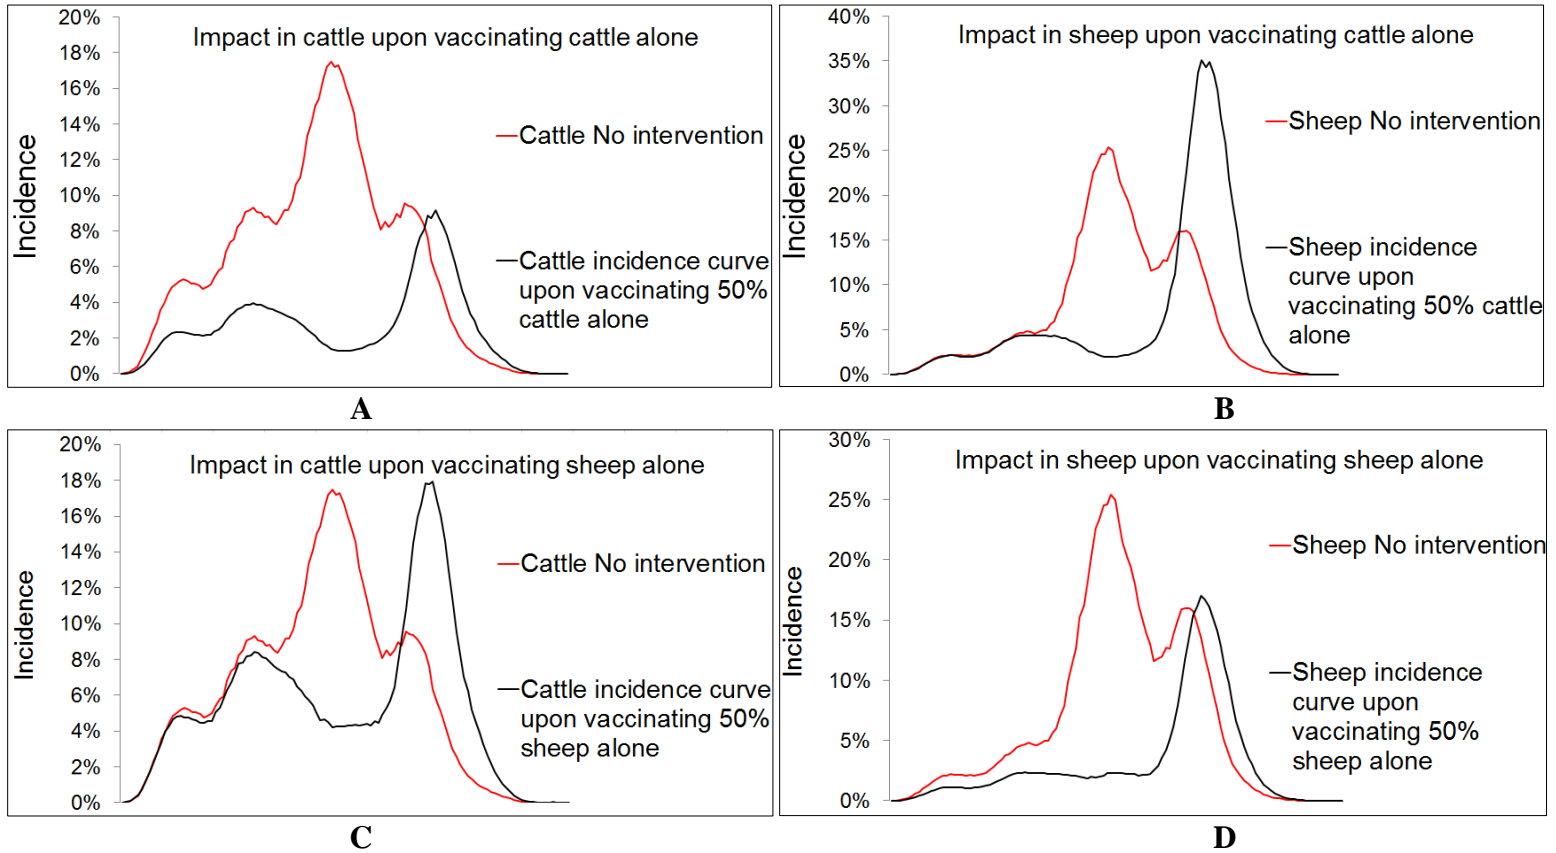 Impact in cattle upon vaccinating cattle alone
20%
18%
16%
14%
12%
10%
8%
6%
4%
2%
0%
Incidence
Cattle No intervention
Cattle incidence curve
upon vaccinating 50%
cattle alone
A
Impact in sheep upon vaccinating cattle alone
40%
35%
30%
25%
20%
15%
10%
5%
0%
Incidence
Sheep No intervention
Sheep incidence
curve upon
vaccinating 50% cattle
alone
B
Impact in cattle upon vaccinating sheep alone
20%
18%
16%
14%
12%
10%
8%
6%
4%
2%
0%
Incidence
Cattle No intervention
Cattle incidence curve
upon vaccinating 50%
sheep alone
C
Impact in sheep upon vaccinating sheep alone
30%
25%
20%
15%
10%
5%
0%
Incidence
Sheep No intervention
Sheep incidence
curve upon
vaccinating 50%
sheep alone
D